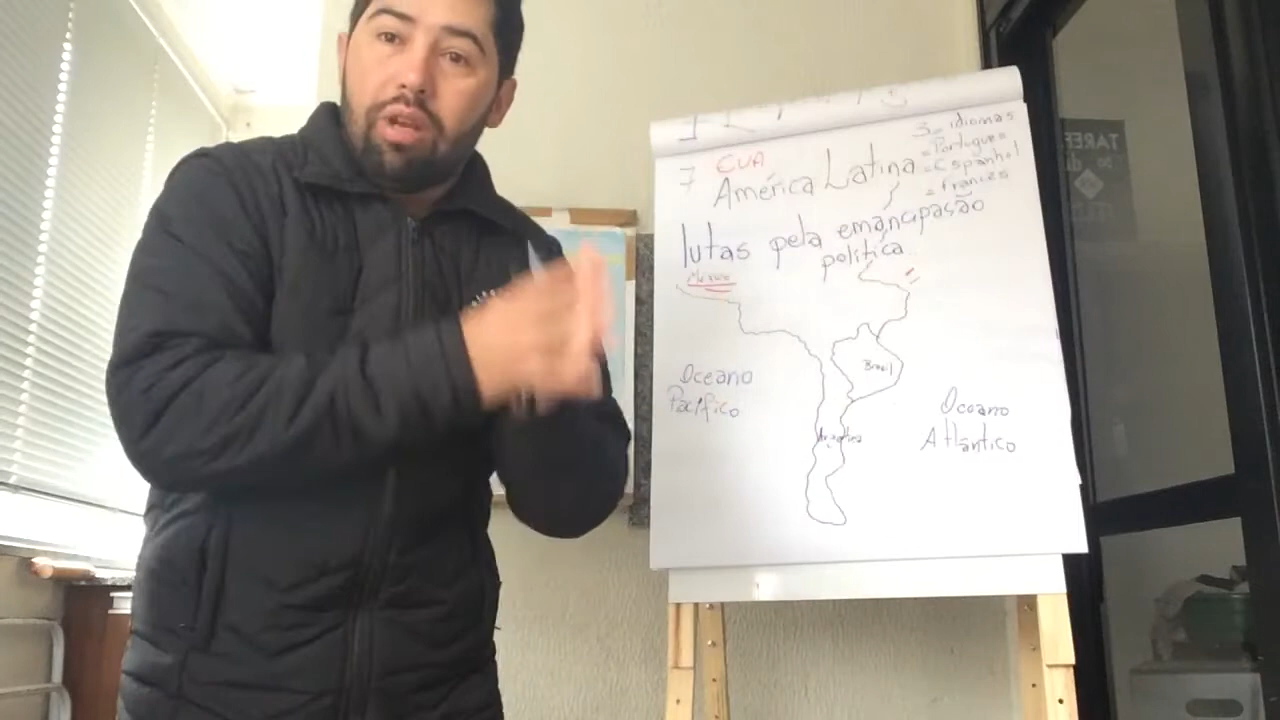 3 idiomas
= Português
= Espanhol
= Francês
7 EUA
América Latina
lutas pela emancipasão
política
México
Brasil
Oceano
Pacífico
Oceano
Atlântico
Argentina
TAREF